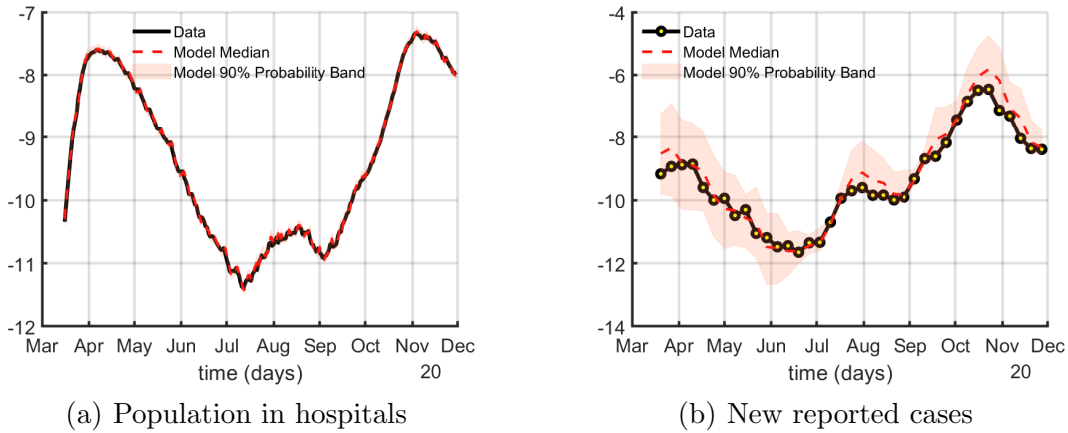 -7
-8
-9
-10
-11
-12
Data
Model Median
Model 90% Probability Band
Mar Apr May Jun Jul Aug Sep Oct Nov Dec
time (days)
20
(a) Population in hospitals
-4
-6
-8
-10
-12
-14
Data
Model Median
Model 90% Probability Band
Mar Apr May Jun Jul Aug Sep Oct Nov Dec
time (days)
20
(b) New reported cases